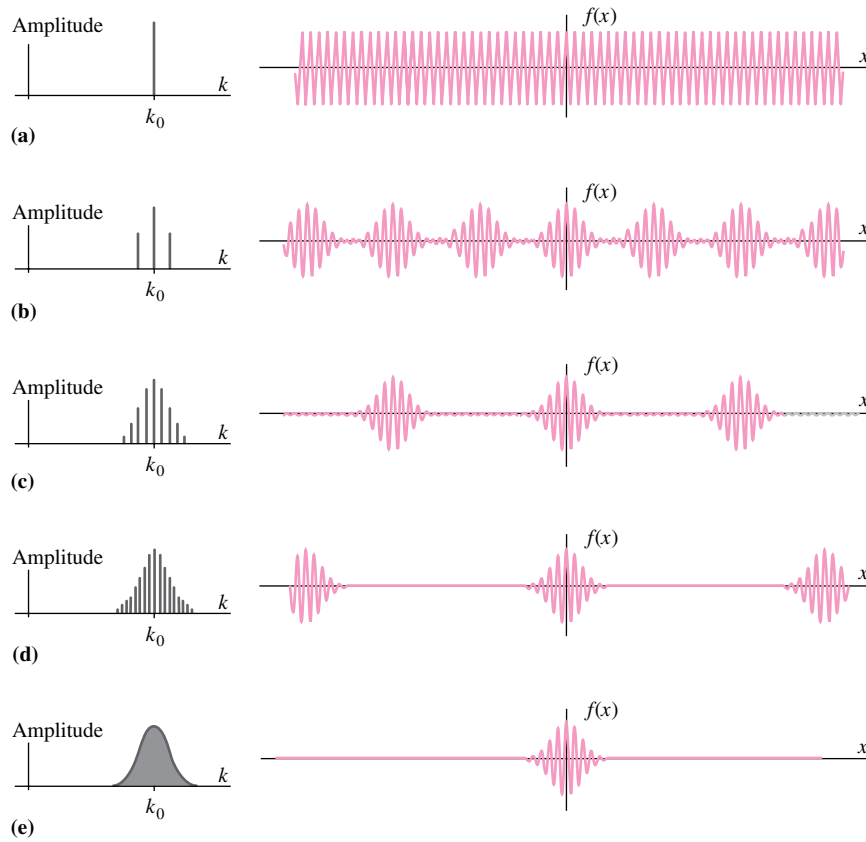 Amplitude
k
k0
f(x)
x
(a)
Amplitude
k
k0
f(x)
x
(b)
Amplitude
k
k0
f(x)
x
(c)
Amplitude
k
k0
f(x)
x
(d)
Amplitude
k
k0
f(x)
x
(e)